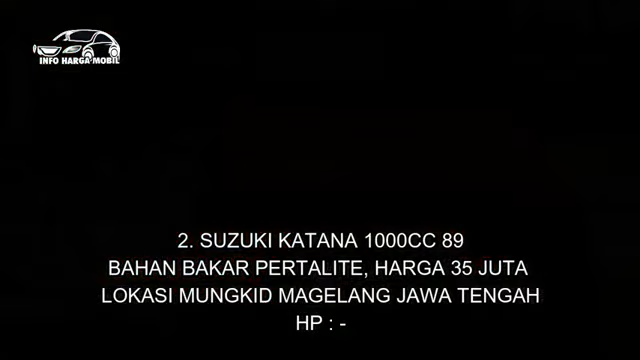 INFO HARGA MOBIL
2. SUZUKI KATANA 1000CC 89
BAHAN BAKAR PERTALITE, HARGA 35 JUTA
LOKASI MUNGKID MAGELANG JAWA TENGAH
HP : -